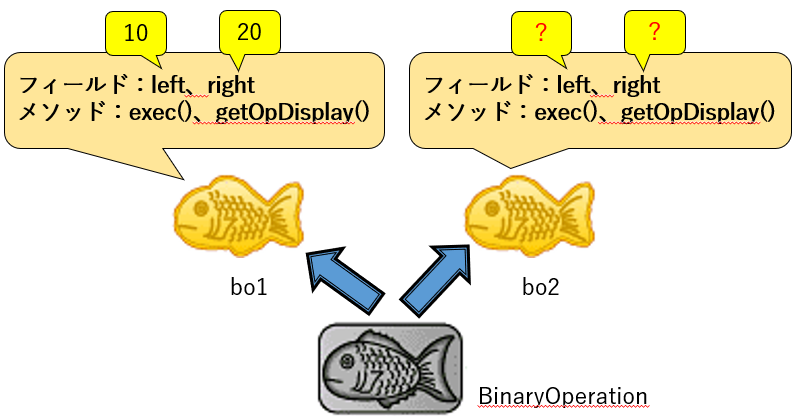 10
20
?
?
フィールド：left、right
メソッド：exec()、getOpDisplay()
フィールド：left、right
メソッド：exec()、getOpDisplay()
bo1
bo2
BinaryOperation